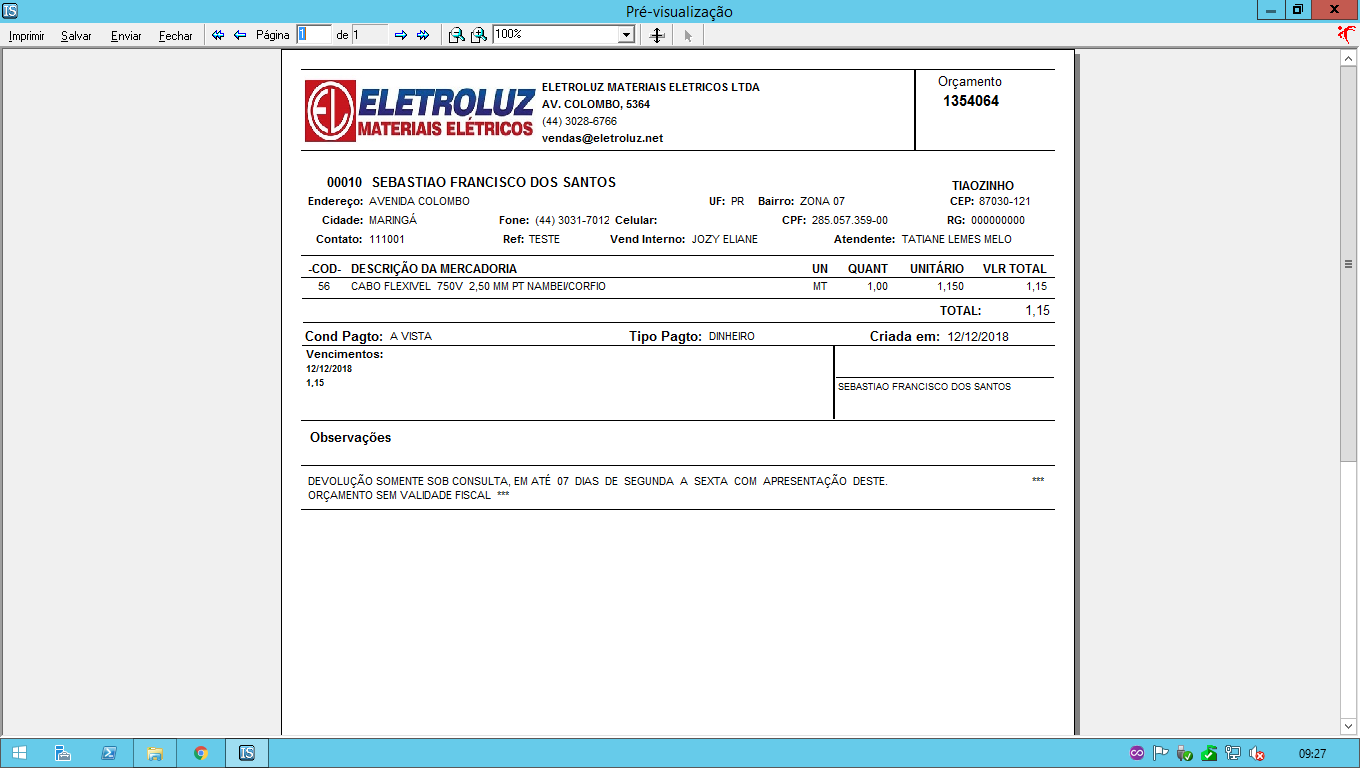 Pré-visualização
Imprimir Salvar Enviar Fechar Página 1 de 1 100%
ELETROLUZ MATERIAIS ELÉTRICOS
ELETROLUZ MATERIAIS ELETRICOS LTDA
AV. COLOMBO, 5364
(44) 3028-6766
vendas@eletroluz.net
Orçamento
1354064
00010 SEBASTIAO FRANCISCO DOS SANTOS TIAOZINHO
Endereço: AVENIDA COLOMBO UF: PR Bairro: ZONA 07 CEP: 87030-121
Cidade: MARINGÁ Fone: (44) 3031-7012 Celular: CPF: 285.057.359-00 RG: 000000000
Contato: 111001 Ref: TESTE Vend Interno: JOZY ELIANE Atendente: TATIANE LEMES MELO
-COD- DESCRIÇÃO DA MERCADORIA UN QUANT UNITÁRIO VLR TOTAL
56 CABO FLEXIVEL 750V 2,50 MM PT NAMBEI/CORFIO MT 1,00 1,150 1,15
TOTAL: 1,15
Cond Pagto: A VISTA Tipo Pagto: DINHEIRO Criada em: 12/12/2018
Vencimentos:
12/12/2018
1,15
SEBASTIAO FRANCISCO DOS SANTOS
Observações
DEVOLUÇÃO SOMENTE SOB CONSULTA, EM ATÉ 07 DIAS DE SEGUNDA A SEXTA COM APRESENTAÇÃO DESTE. ***
ORÇAMENTO SEM VALIDADE FISCAL ***
09:27